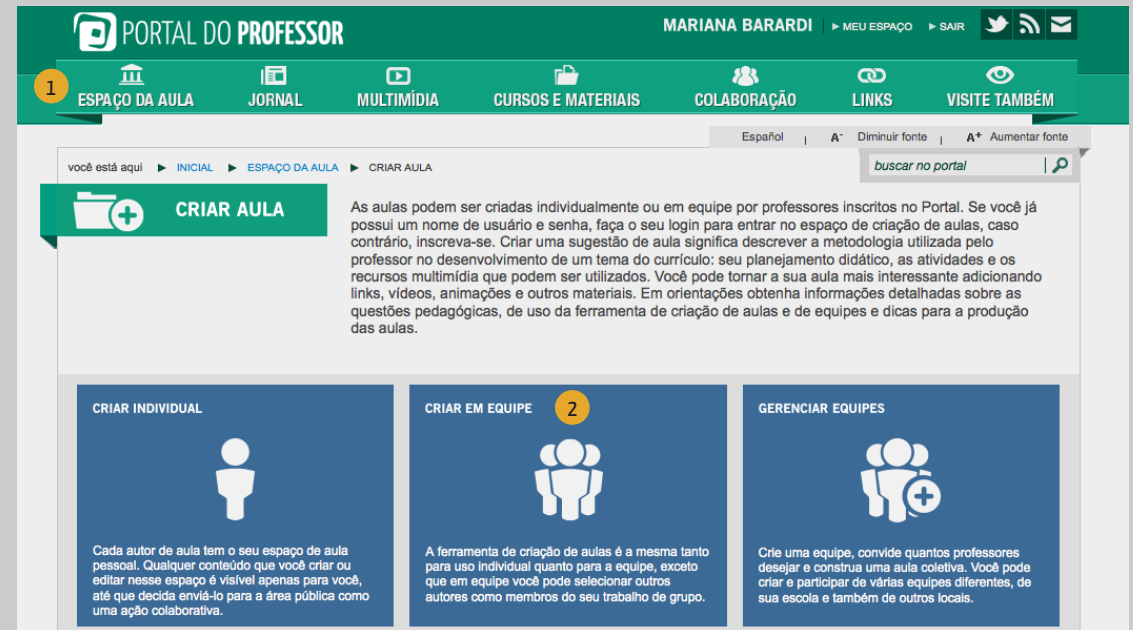 PORTAL DO PROFESSOR
MARIANA BARARDI
MEU ESPAÇO
SAIR
1
ESPAÇO DA AULA
JORNAL
MULTIMÍDIA
CURSOS E MATERIAIS
COLABORAÇÃO
LINKS
VISITE TAMBÉM
Español
A- Diminuir fonte
A+ Aumentar fonte
você está aqui ► INICIAL ► ESPAÇO DA AULA ► CRIAR AULA
buscar no portal
CRIAR AULA
As aulas podem ser criadas individualmente ou em equipe por professores inscritos no Portal. Se você já
possui um nome de usuário e senha, faça o seu login para entrar no espaço de criação de aulas, caso
contrário, inscreva-se. Criar uma sugestão de aula significa descrever a metodologia utilizada pelo
professor no desenvolvimento de um tema do currículo: seu planejamento didático, as atividades e os
recursos multimídia que podem ser utilizados. Você pode tornar a sua aula mais interessante adicionando
links, vídeos, animações e outros materiais. Em orientações obtenha informações detalhadas sobre as
questões pedagógicas, de uso da ferramenta de criação de aulas e de equipes e dicas para a produção
das aulas.
CRIAR INDIVIDUAL
Cada autor de aula tem o seu espaço de aula
pessoal. Qualquer conteúdo que você criar ou
editar nesse espaço é visível apenas para você,
até que decida enviá-lo para a área pública como
uma ação colaborativa.
CRIAR EM EQUIPE
2
A ferramenta de criação de aulas é a mesma tanto
para uso individual quanto para a equipe, exceto
que em equipe você pode selecionar outros
autores como membros do seu trabalho de grupo.
GERENCIAR EQUIPES
Crie uma equipe, convide quantos professores
desejar e construa uma aula coletiva. Você pode
criar e participar de várias equipes diferentes, de
sua escola e também de outros locais.